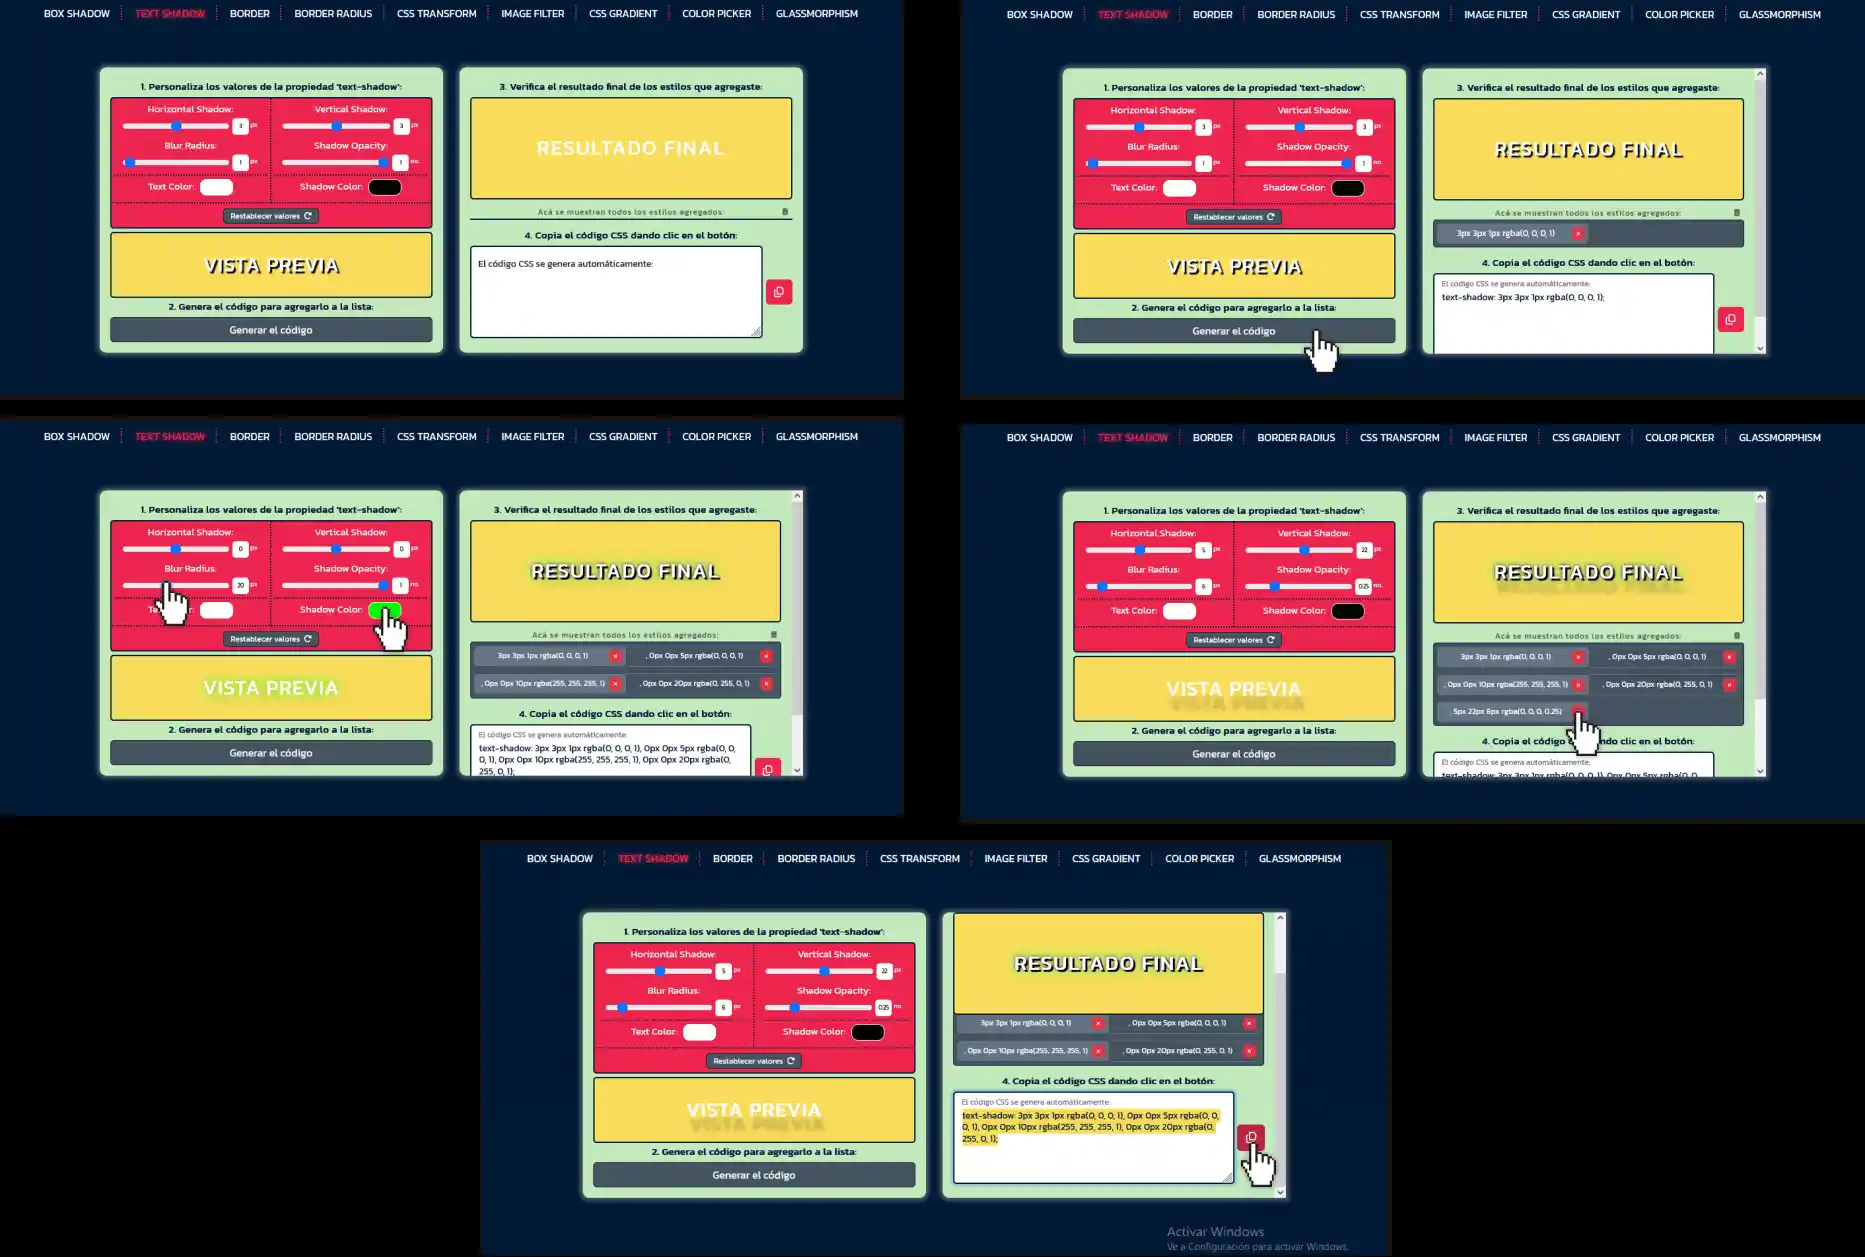 BOX SHADOW TEXT SHADOW BORDER BORDER RADIUS CSS TRANSFORM IMAGE FILTER CSS GRADIENT COLOR PICKER GLASSMORPHISM
1. Personaliza los valores de la propiedad 'text-shadow':
Horizontal Shadow: Vertical Shadow:
3 px 3 px
Blur Radius: Shadow Opacity:
1 px 1 no.
Text Color: Shadow Color:
Restablecer valores
VISTA PREVIA
2. Genera el código para agregarlo a la lista:
Generar el código
3. Verifica el resultado final de los estilos que agregaste:
RESULTADO FINAL
Acá se muestran todos los estilos agregados:
4. Copia el código CSS dando clic en el botón:
El código CSS se genera automáticamente:
BOX SHADOW TEXT SHADOW BORDER BORDER RADIUS CSS TRANSFORM IMAGE FILTER CSS GRADIENT COLOR PICKER GLASSMORPHISM
1. Personaliza los valores de la propiedad 'text-shadow':
Horizontal Shadow: Vertical Shadow:
3 px 3 px
Blur Radius: Shadow Opacity:
1 px 1 no.
Text Color: Shadow Color:
Restablecer valores
VISTA PREVIA
2. Genera el código para agregarlo a la lista:
Generar el código
3. Verifica el resultado final de los estilos que agregaste:
RESULTADO FINAL
Acá se muestran todos los estilos agregados:
3px 3px 1px rgba(0, 0, 0, 1) ×
4. Copia el código CSS dando clic en el botón:
El código CSS se genera automáticamente:
text-shadow: 3px 3px 1px rgba(0, 0, 0, 1);
BOX SHADOW TEXT SHADOW BORDER BORDER RADIUS CSS TRANSFORM IMAGE FILTER CSS GRADIENT COLOR PICKER GLASSMORPHISM
1. Personaliza los valores de la propiedad 'text-shadow':
Horizontal Shadow: Vertical Shadow:
0 px 0 px
Blur Radius: Shadow Opacity:
20 px 1 no.
Shadow Color:
Restablecer valores
VISTA PREVIA
2. Genera el código para agregarlo a la lista:
Generar el código
3. Verifica el resultado final de los estilos que agregaste:
RESULTADO FINAL
Acá se muestran todos los estilos agregados:
3px 3px 1px rgba(0, 0, 0, 1) × , 0px 0px 5px rgba(0, 0, 0, 1) ×
, 0px 0px 10px rgba(255, 255, 255, 1) × , 0px 0px 20px rgba(0, 255, 0, 1) ×
4. Copia el código CSS dando clic en el botón:
El código CSS se genera automáticamente:
text-shadow: 3px 3px 1px rgba(0, 0, 0, 1), 0px 0px 5px rgba(0, 0,
0, 1), 0px 0px 10px rgba(255, 255, 255, 1), 0px 0px 20px rgba(0,
255, 0, 1);
BOX SHADOW TEXT SHADOW BORDER BORDER RADIUS CSS TRANSFORM IMAGE FILTER CSS GRADIENT COLOR PICKER GLASSMORPHISM
1. Personaliza los valores de la propiedad 'text-shadow':
Horizontal Shadow: Vertical Shadow:
5 px 22 px
Blur Radius: Shadow Opacity:
6 px 0.25 no.
Text Color: Shadow Color:
Restablecer valores
VISTA PREVIA
2. Genera el código para agregarlo a la lista:
Generar el código
3. Verifica el resultado final de los estilos que agregaste:
RESULTADO FINAL
Acá se muestran todos los estilos agregados:
3px 3px 1px rgba(0, 0, 0, 1) × , 0px 0px 5px rgba(0, 0, 0, 1) ×
, 0px 0px 10px rgba(255, 255, 255, 1) × , 0px 0px 20px rgba(0, 255, 0, 1) ×
, 5px 22px 6px rgba(0, 0, 0, 0.25)
4. Copia el código ndo clic en el botón:
El código CSS se genera automáticamente:
text-shadow: 3px 3px 1px rgba(0, 0, 0, 1), 0px 0px 5px rgba(0, 0,
BOX SHADOW TEXT SHADOW BORDER BORDER RADIUS CSS TRANSFORM IMAGE FILTER CSS GRADIENT COLOR PICKER GLASSMORPHISM
1. Personaliza los valores de la propiedad 'text-shadow':
Horizontal Shadow: Vertical Shadow:
5 px 22 px
Blur Radius: Shadow Opacity:
6 px 0.25 no.
Text Color: Shadow Color:
Restablecer valores
VISTA PREVIA
2. Genera el código para agregarlo a la lista:
Generar el código
RESULTADO FINAL
3px 3px 1px rgba(0, 0, 0, 1) × , 0px 0px 5px rgba(0, 0, 0, 1) ×
, 0px 0px 10px rgba(255, 255, 255, 1) × , 0px 0px 20px rgba(0, 255, 0, 1) ×
4. Copia el código CSS dando clic en el botón:
El código CSS se genera automáticamente:
text-shadow: 3px 3px 1px rgba(0, 0, 0, 1), 0px 0px 5px rgba(0, 0,
0, 1), 0px 0px 10px rgba(255, 255, 255, 1), 0px 0px 20px rgba(0,
255, 0, 1);
Activar Windows
Ve a Configuración para activar Windows.